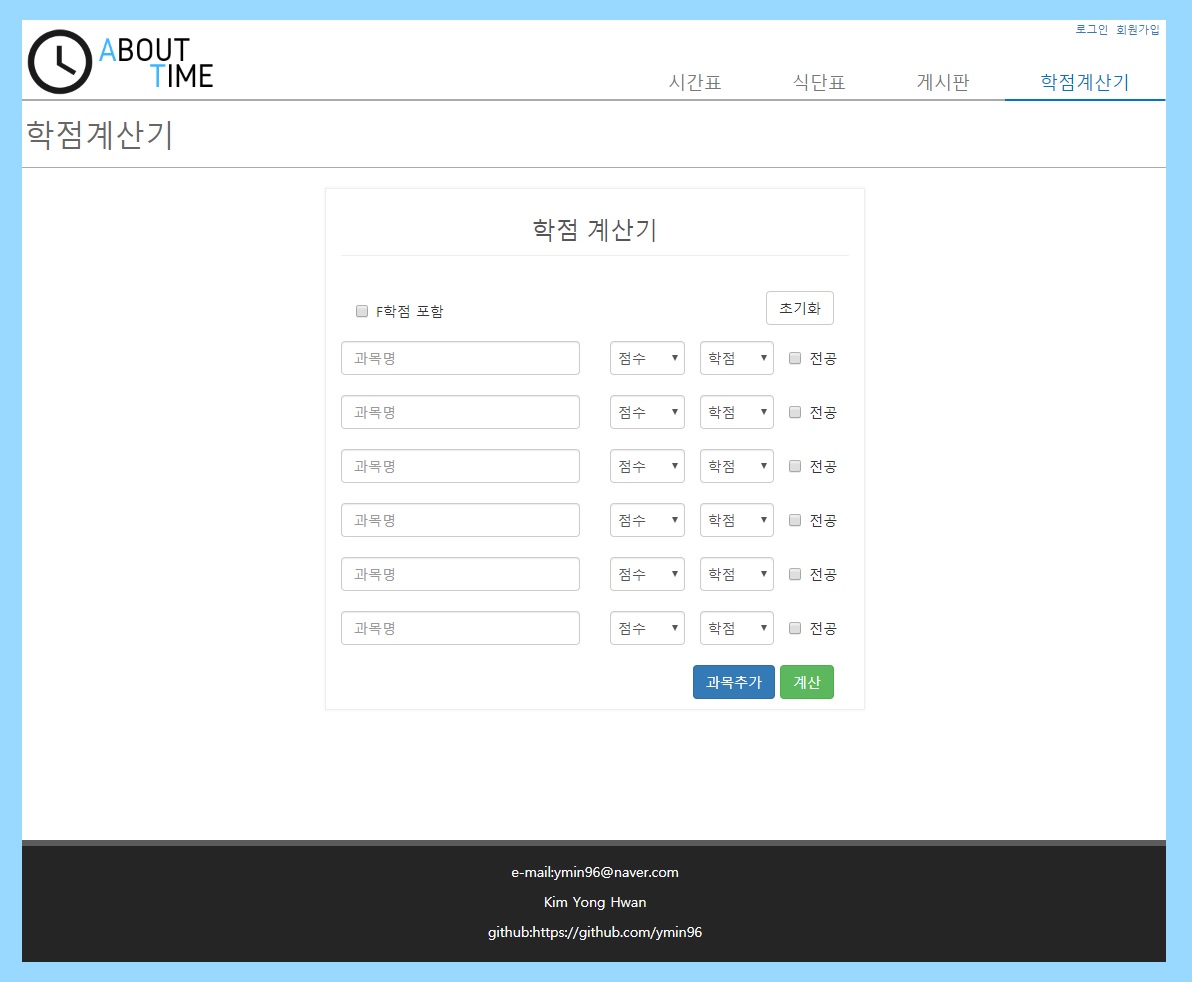 로그인 회원가입
ABOUT
TIME
시간표 식단표 게시판 학점계산기
학점계산기
학점 계산기
F학점 포함 초기화
과목명 점수 학점 전공
과목명 점수 학점 전공
과목명 점수 학점 전공
과목명 점수 학점 전공
과목명 점수 학점 전공
과목명 점수 학점 전공
과목추가 계산
e-mail:ymin96@naver.com
Kim Yong Hwan
github:https://github.com/ymin96